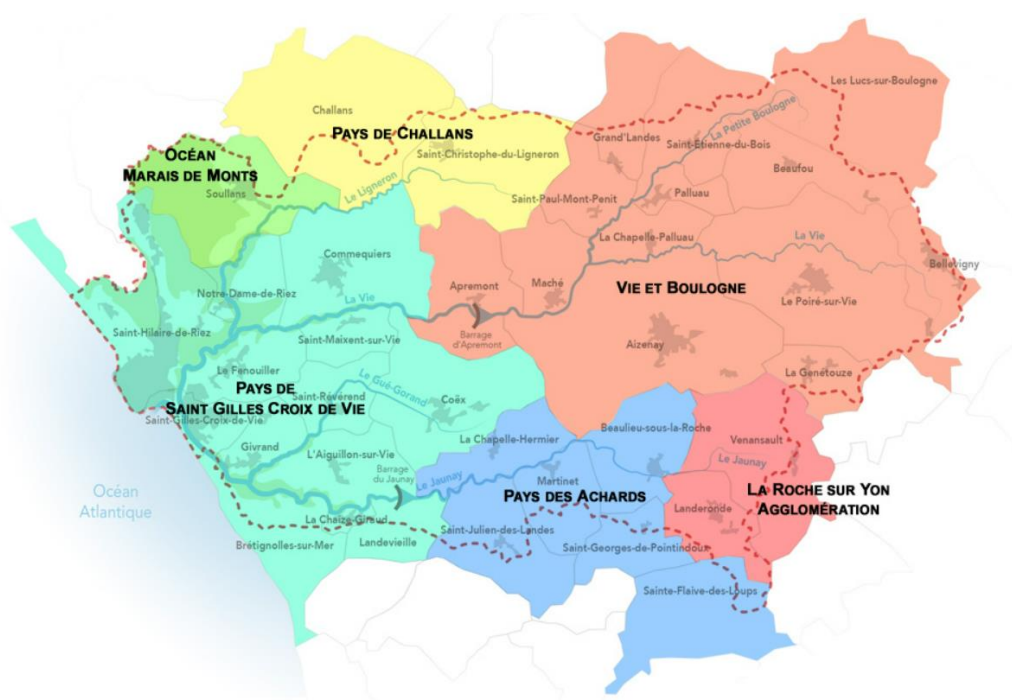 Les Lucs-sur-Boulogne
Challans
La Petite Boulogne
PAYS DE CHALLANS
Grand'Landes
Saint-Etienne-du-Bois
Saint-Christophe-du-Ligneron
OCÉAN
MARAIS DE MONTS
Beaufou
Soullans
Le Ligneron
Saint-Paul-Mont-Penit
Palluau
La Chapelle-Palluau
La Vie
Commequiers
Bellevigny
Apremont
Maché
VIE ET BOULOGNE
Notre-Dame-de-Riez
La Vie
Le Poiré-sur-Vie
Saint-Hilaire-de-Riez
Saint-Maixent-sur-Vie
Barrage
d'Apremont
Aizenay
Le Fenouiller
Le Gué-Gorand
La Génétouze
PAYS DE
SAINT GILLES CROIX DE VIE
Saint-Révérend
Coëx
Saint-Gilles-Croix-de-Vie
Beaulieu-sous-la-Roche
Givrand
La Chapelle-Hermier
Venansault
L'Aiguillon-sur-Vie
Le Jaunay
Barrage
du Jaunay
Le Jaunay
Martinet
Océan
Atlantique
PAYS DES ACHARDS
LA ROCHE SUR YON
AGGLOMÉRATION
Landeronde
La Chaize-Giraud
Saint-Julien-des-Landes
Brétignolles-sur-Mer
Landevieille
Saint-Georges-de-Pointindoux
Sainte-Flaive-des-Loups